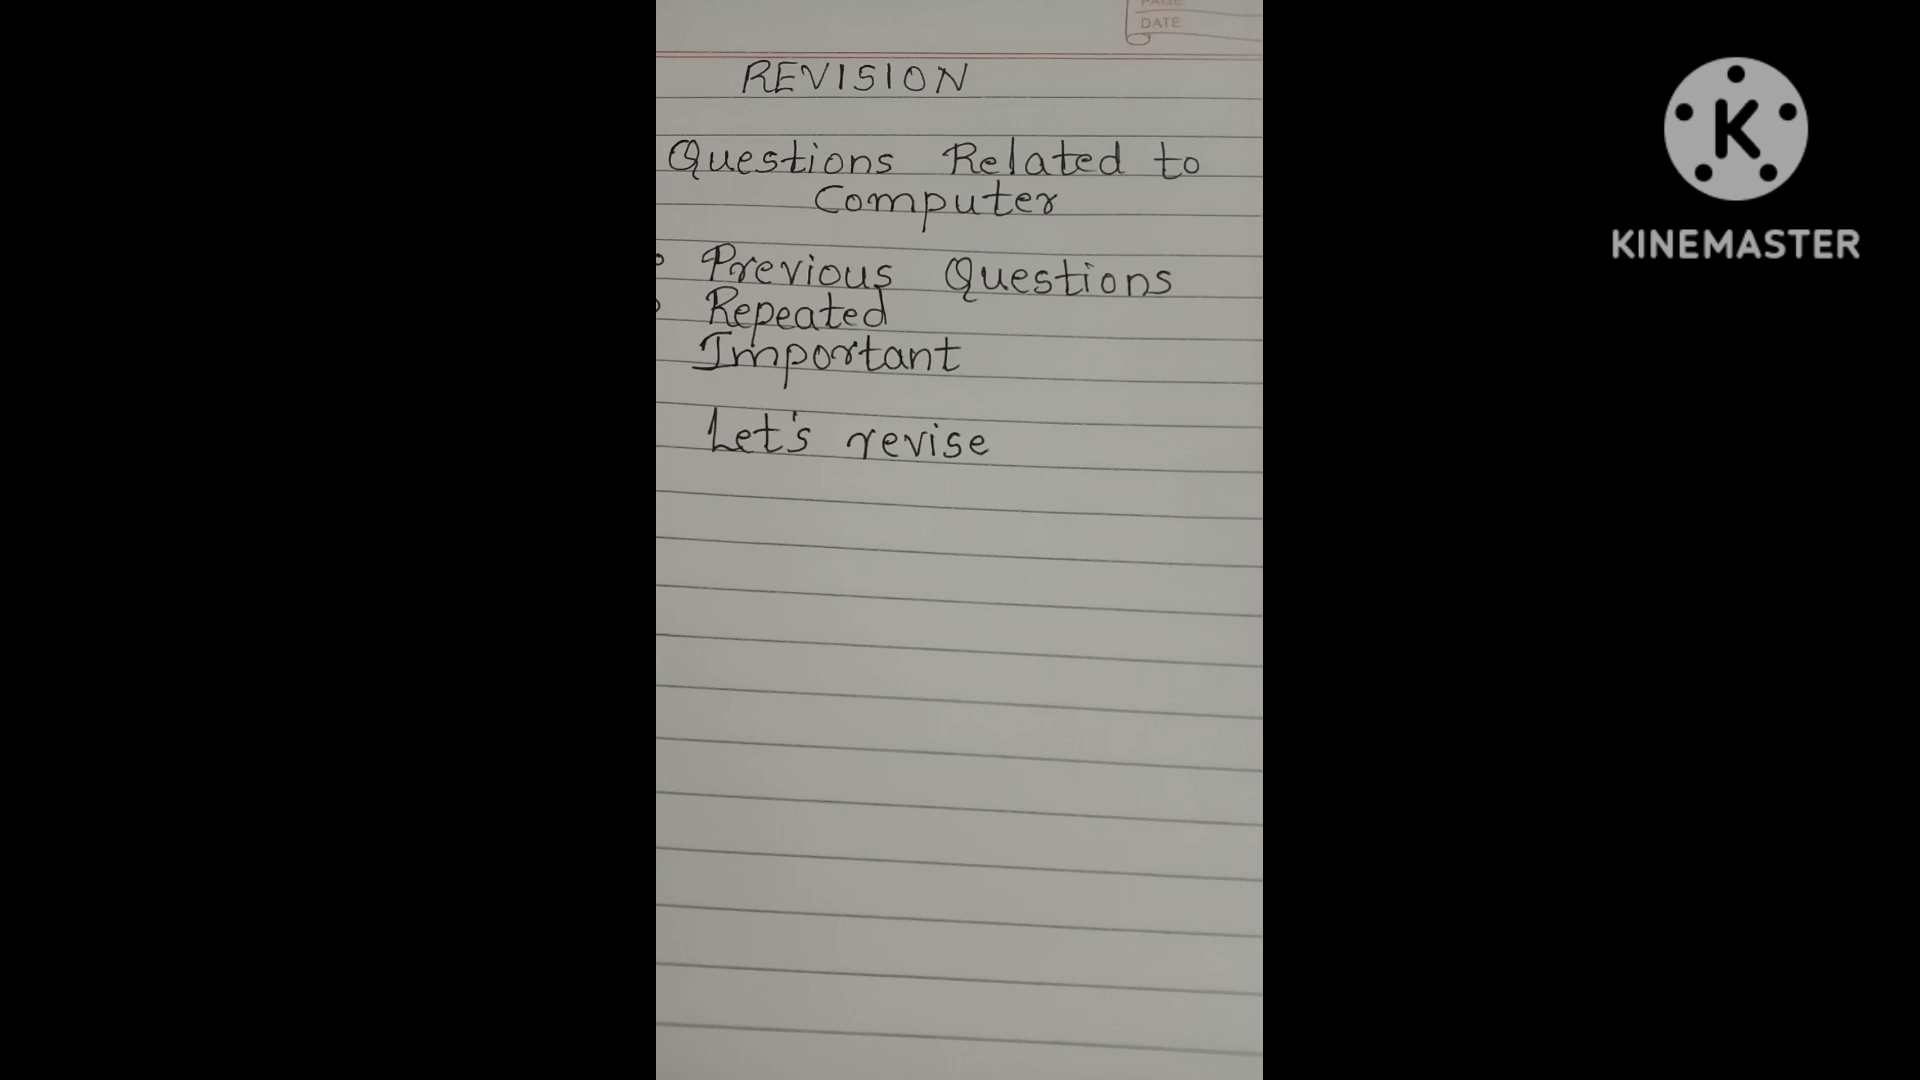 DATE
REVISION
Questions Related to
Computer
Previous Questions
Repeated
Important
Let's revise
KINEMASTER